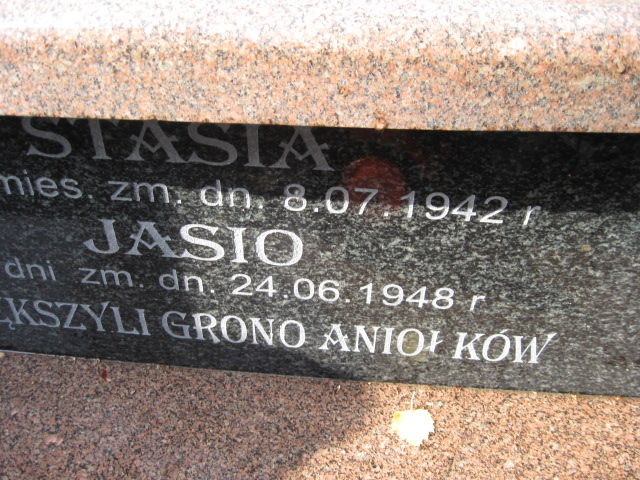 STASIA
mies. zm. dn. 8.07.1942 r
JASIO
dni zm. dn. 24.06.1948 r
ĘKSZYLI GRONO ANIOŁKÓW